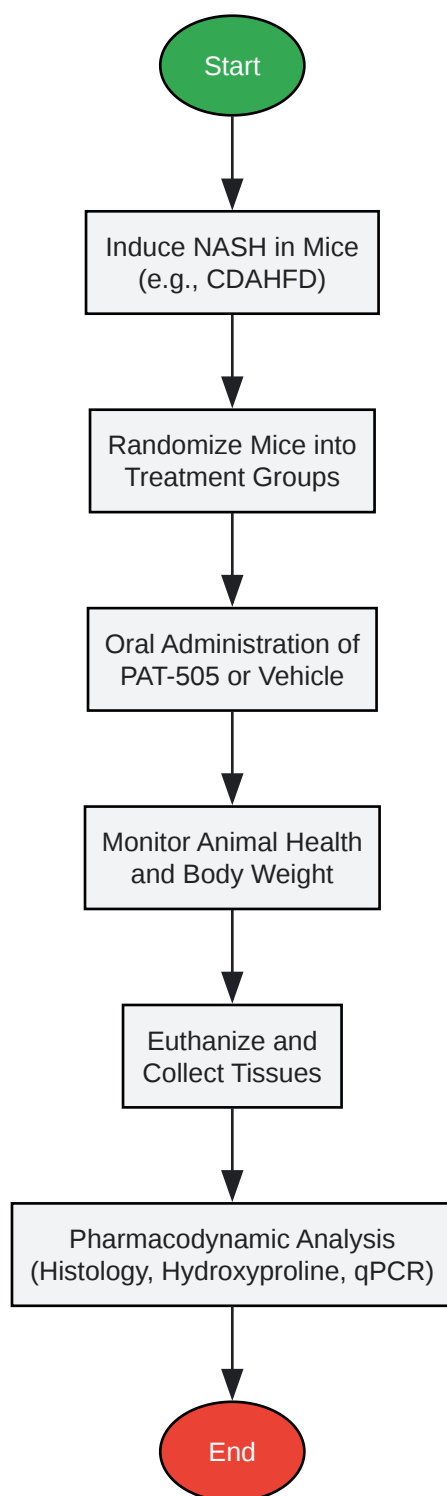 Start
Induce NASH in Mice
(e.g., CDAHFD)
Randomize Mice into
Treatment Groups
Oral Administration of
PAT-505 or Vehicle
Monitor Animal Health
and Body Weight
Euthanize and
Collect Tissues
Pharmacodynamic Analysis
(Histology, Hydroxyproline, qPCR)
End